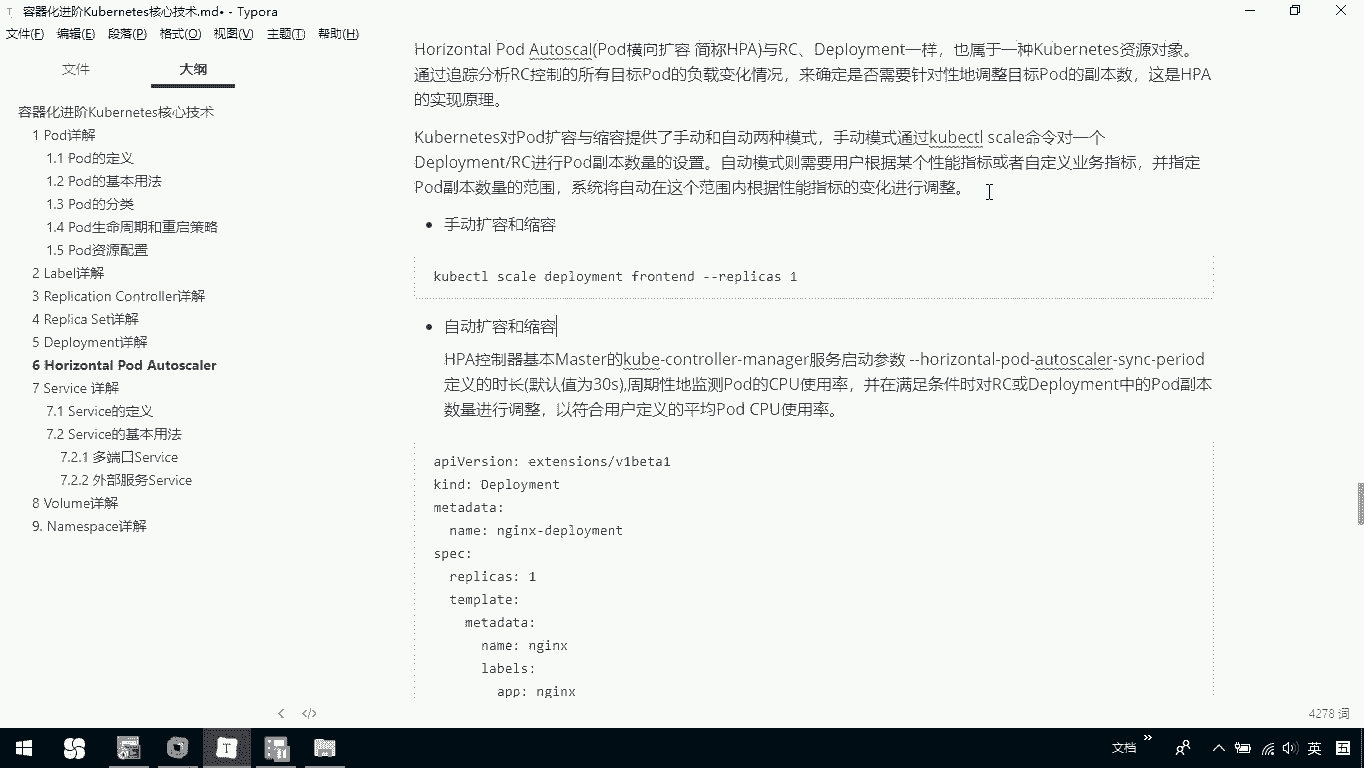 容器化进阶Kubernetes核心技术.md• - Typora
文件(F) 编辑(E) 段落(P) 格式(O) 视图(V) 主题(T) 帮助(H)
文件 大纲
容器化进阶Kubernetes核心技术
1 Pod详解
1.1 Pod的定义
1.2 Pod的基本用法
1.3 Pod的分类
1.4 Pod生命周期和重启策略
1.5 Pod资源配置
2 Label详解
3 Replication Controller详解
4 Replica Set详解
5 Deployment详解
6 Horizontal Pod Autoscaler
7 Service 详解
7.1 Service的定义
7.2 Service的基本用法
7.2.1 多端口Service
7.2.2 外部服务Service
8 Volume详解
9. Namespace详解
Horizontal Pod Autoscal(Pod横向扩容 简称HPA)与RC、Deployment一样，也属于一种Kubernetes资源对象。
通过追踪分析RC控制的所有目标Pod的负载变化情况，来确定是否需要针对性地调整目标Pod的副本数，这是HPA
的实现原理。
Kubernetes对Pod扩容与缩容提供了手动和自动两种模式，手动模式通过kubectl scale命令对一个
Deployment/RC进行Pod副本数量的设置。自动模式则需要用户根据某个性能指标或者自定义业务指标，并指定
Pod副本数量的范围，系统将自动在这个范围内根据性能指标的变化进行调整。
• 手动扩容和缩容
kubectl scale deployment frontend --replicas 1
• 自动扩容和缩容
HPA控制器基本Master的kube-controller-manager服务启动参数 --horizontal-pod-autoscaler-sync-period
定义的时长(默认值为30s),周期性地监测Pod的CPU使用率，并在满足条件时对RC或Deployment中的Pod副本
数量进行调整，以符合用户定义的平均Pod CPU使用率。
apiVersion: extensions/v1beta1
kind: Deployment
metadata:
name: nginx-deployment
spec:
replicas: 1
template:
metadata:
name: nginx
labels:
app: nginx
4278 词
文档 英 五